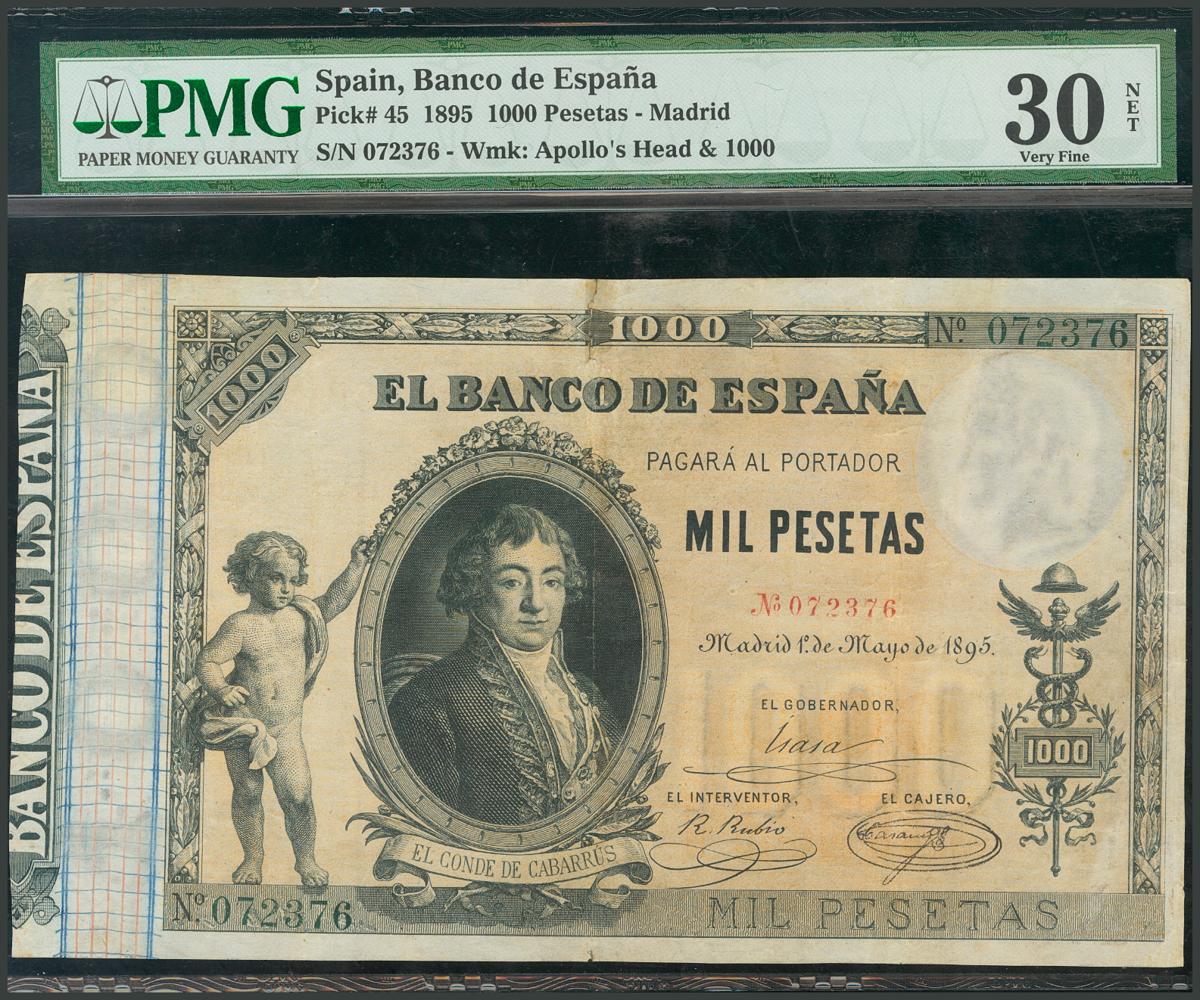 PMG
PAPER MONEY GUARANTY
Spain, Banco de España
Pick# 45 1895 1000 Pesetas - Madrid
S/N 072376 - Wmk: Apollo's Head & 1000
30
Very Fine
NET
BANCO DE ESPAÑA
1000
1000
Nº 072376
EL BANCO DE ESPAÑA
PAGARÁ AL PORTADOR
MIL PESETAS
Nº 072376
Madrid 1º de Mayo de 1895.
1000
EL GOBERNADOR,
Isasa
1000
EL INTERVENTOR,
EL CAJERO,
R. Rubio
EL CONDE DE CABARRÚS
Nº 072376
MIL PESETAS